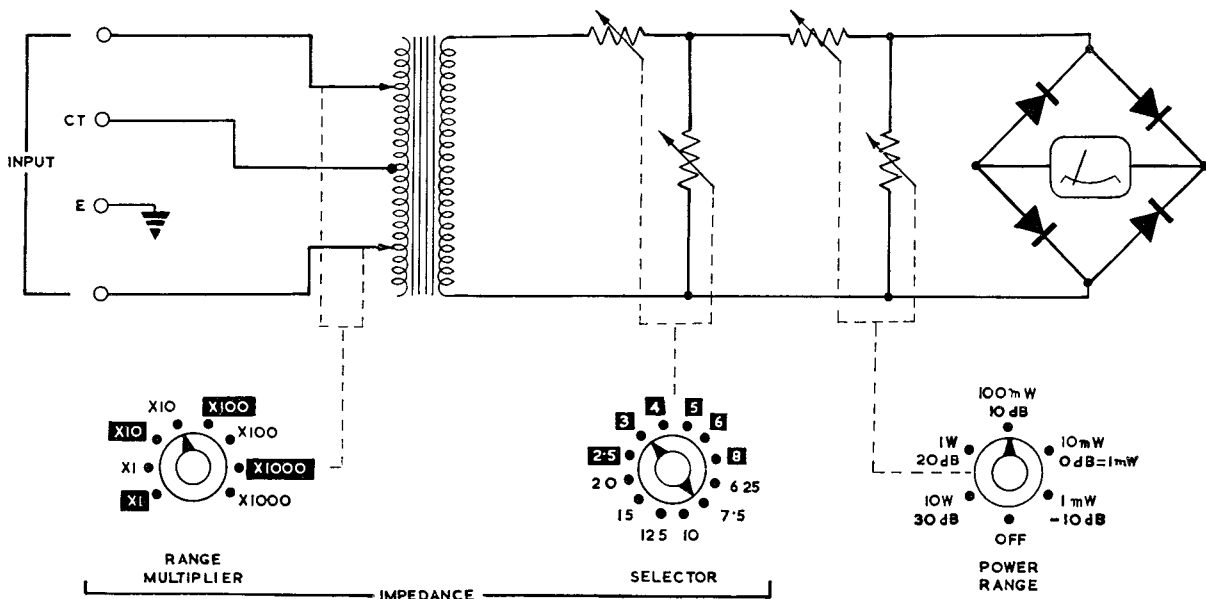 CT
INPUT
E
X10
X100
X10
X100
X1
X1000
X1
X1000
RANGE
MULTIPLIER
4
5
3
6
2·5
8
20
6 25
15
7·5
12 5
10
SELECTOR
IMPEDANCE
100mW
10dB
1W
20dB
10mW
0dB=1mW
10W
30dB
1mW
-10dB
OFF
POWER
RANGE